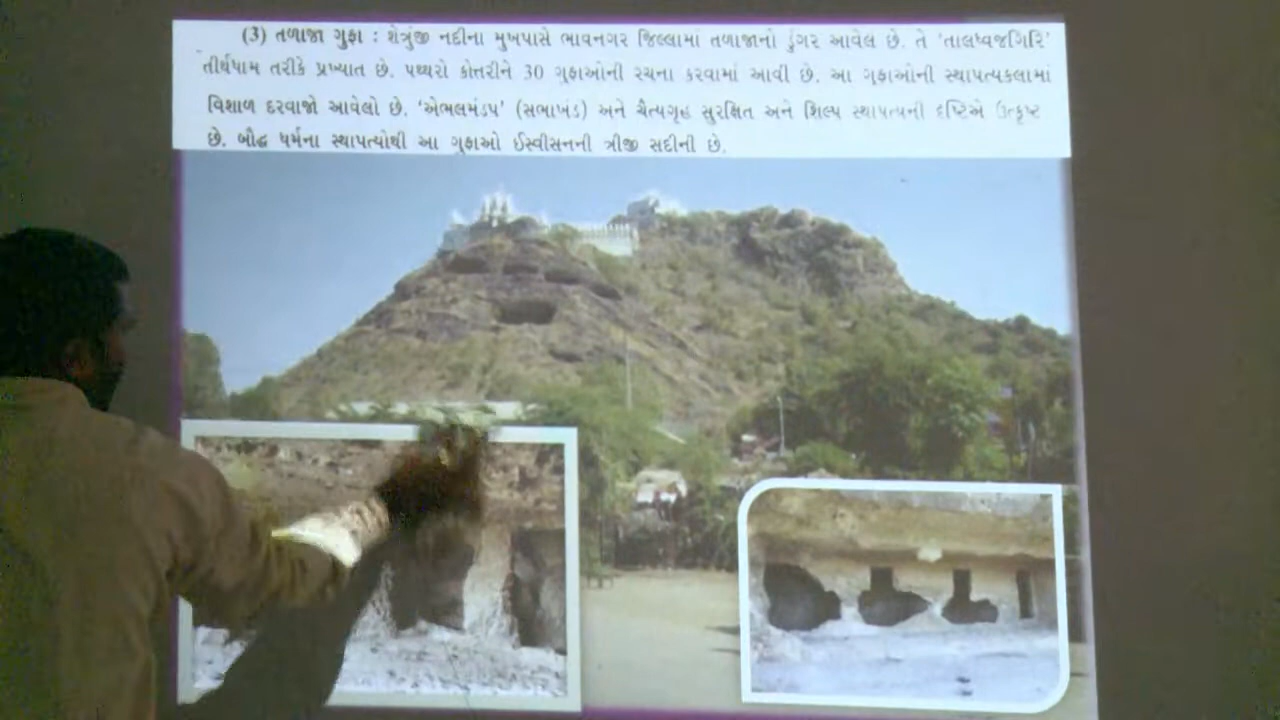 (3) તળાજા ગુફા : શેત્રુંજી નદીના મુખપાસે ભાવનગર જિલ્લામાં તળાજાનો ડુંગર આવેલ છે. તે ‘તાલધ્વજગિરિ’
તીર્થધામ તરીકે પ્રખ્યાત છે. પથ્થરો કોતરીને 30 ગુફાઓની રચના કરવામાં આવી છે. આ ગુફાઓની સ્થાપત્યકલામાં
વિશાળ દરવાજો આવેલો છે. ‘એભલમંડપ’ (સભાખંડ) અને ચૈત્યગૃહ સુરક્ષિત અને શિલ્પ સ્થાપત્યની દૃષ્ટિએ ઉત્કૃષ્ટ
છે. બૌદ્ધ ધર્મના સ્થાપત્યોથી આ ગુફાઓ ઈસ્વીસનની ત્રીજી સદીની છે.